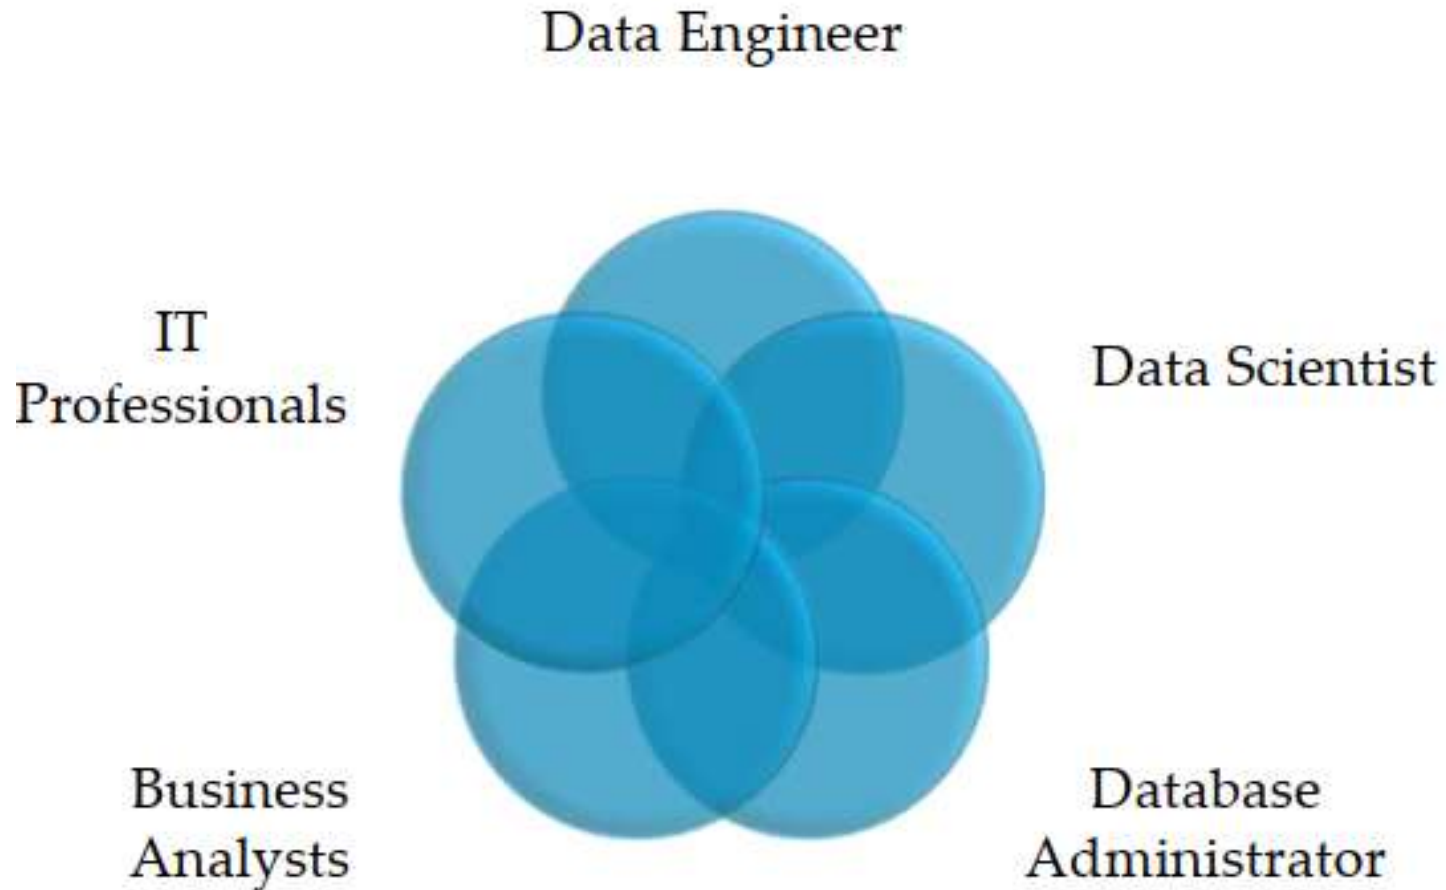 Data Engineer
IT
Professionals
Data Scientist
Business
Analysts
Database
Administrator